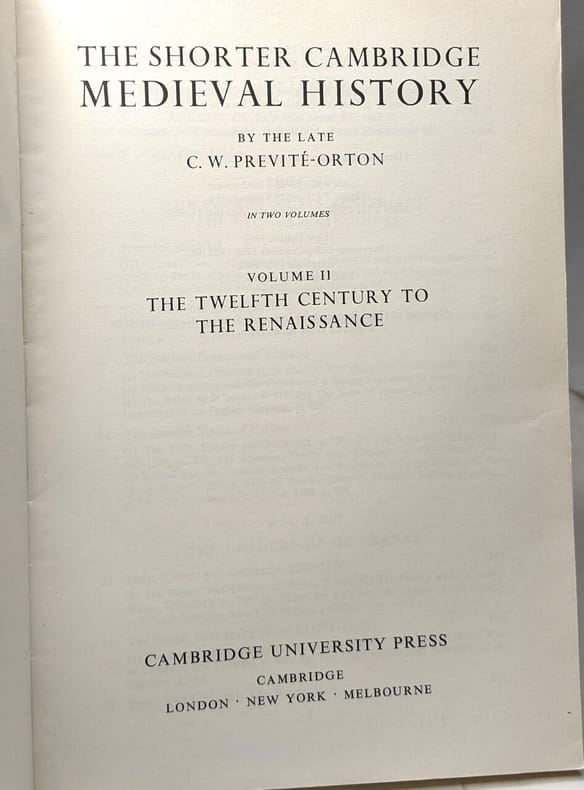 THE SHORTER CAMBRIDGE
MEDIEVAL HISTORY
BY THE LATE
C. W. PREVITÉ-ORTON
IN TWO VOLUMES
VOLUME II
THE TWELFTH CENTURY TO
THE RENAISSANCE
CAMBRIDGE UNIVERSITY PRESS
CAMBRIDGE
LONDON · NEW YORK · MELBOURNE